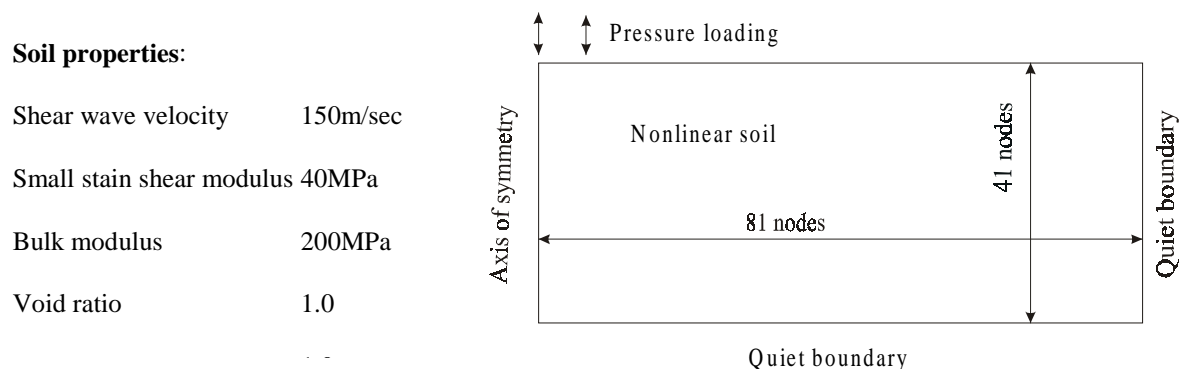 Soil properties:
Shear wave velocity 150m/sec
Small stain shear modulus 40MPa
Bulk modulus 200MPa
Void ratio 1.0
Pressure loading
Axis of symmetry
Nonlinear soil
41 nodes
81 nodes
Quiet boundary
Quiet boundary